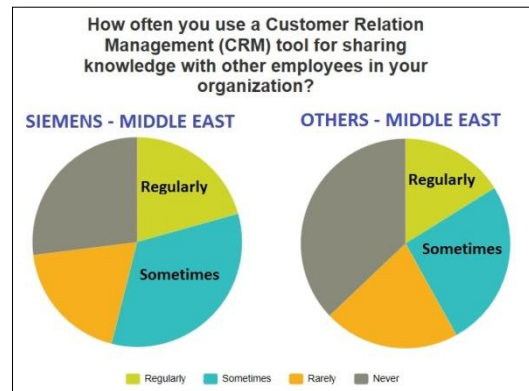 How often you use a Customer Relation
Management (CRM) tool for sharing
knowledge with other employees in your
organization?
SIEMENS - MIDDLE EAST
OTHERS - MIDDLE EAST
Regularly
Sometimes
Regularly
Sometimes
Regularly Sometimes Rarely Never